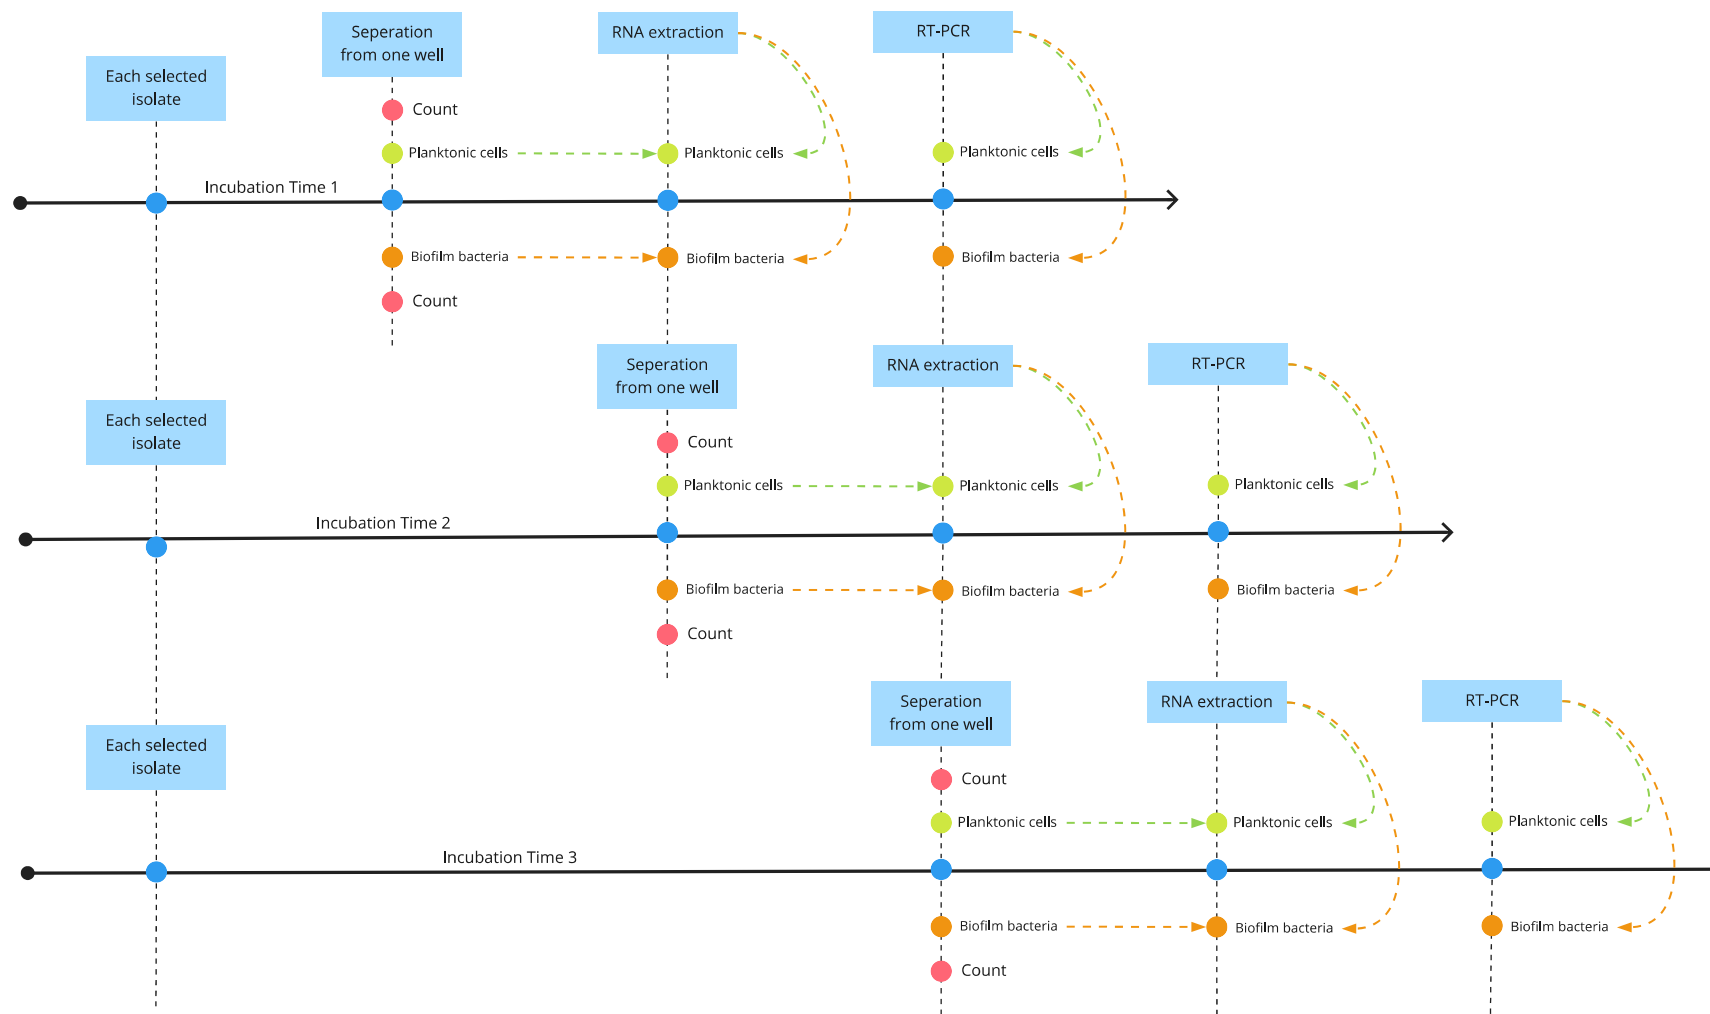 Seperation
from one well
RNA extraction
RT-PCR
Each selected
isolate
Count
Planktonic cells
Planktonic cells
Planktonic cells
Incubation Time 1
Biofilm bacteria
Biofilm bacteria
Biofilm bacteria
Count
Seperation
from one well
RNA extraction
RT-PCR
Each selected
isolate
Count
Planktonic cells
Planktonic cells
Planktonic cells
Incubation Time 2
Biofilm bacteria
Biofilm bacteria
Biofilm bacteria
Count
Seperation
from one well
RNA extraction
RT-PCR
Each selected
isolate
Count
Planktonic cells
Planktonic cells
Planktonic cells
Incubation Time 3
Biofilm bacteria
Biofilm bacteria
Biofilm bacteria
Count